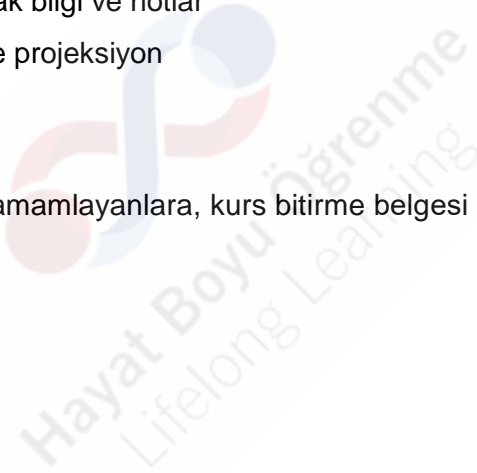 ak bilgi ve notlar
e projeksiyon
amamlayanlara, kurs bitirme belgesi
Hayat Boyu Öğrenme
Lifelong Learning